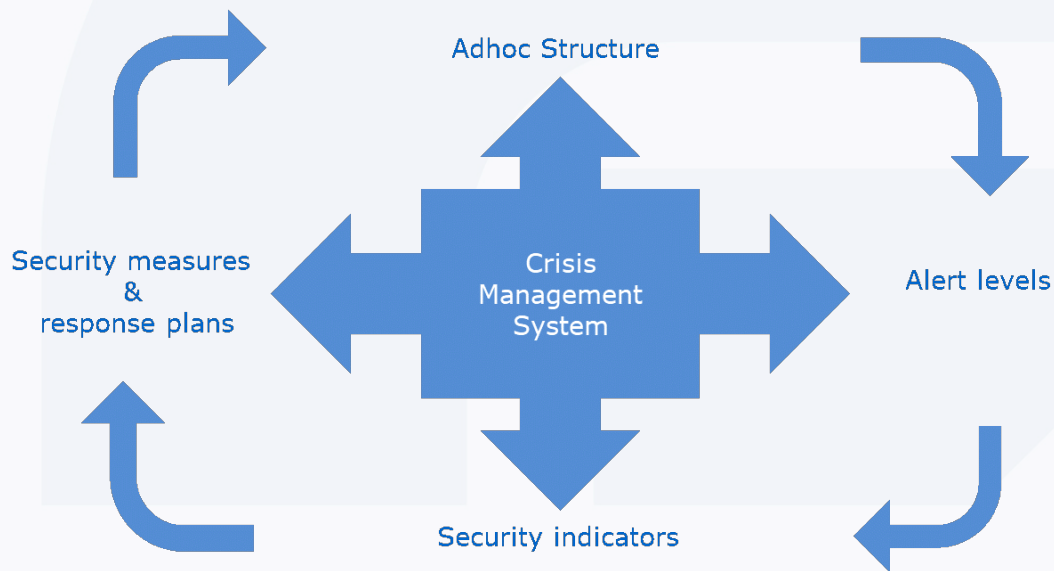 Adhoc Structure
Security measures
&
response plans
Crisis
Management
System
Alert levels
Security indicators